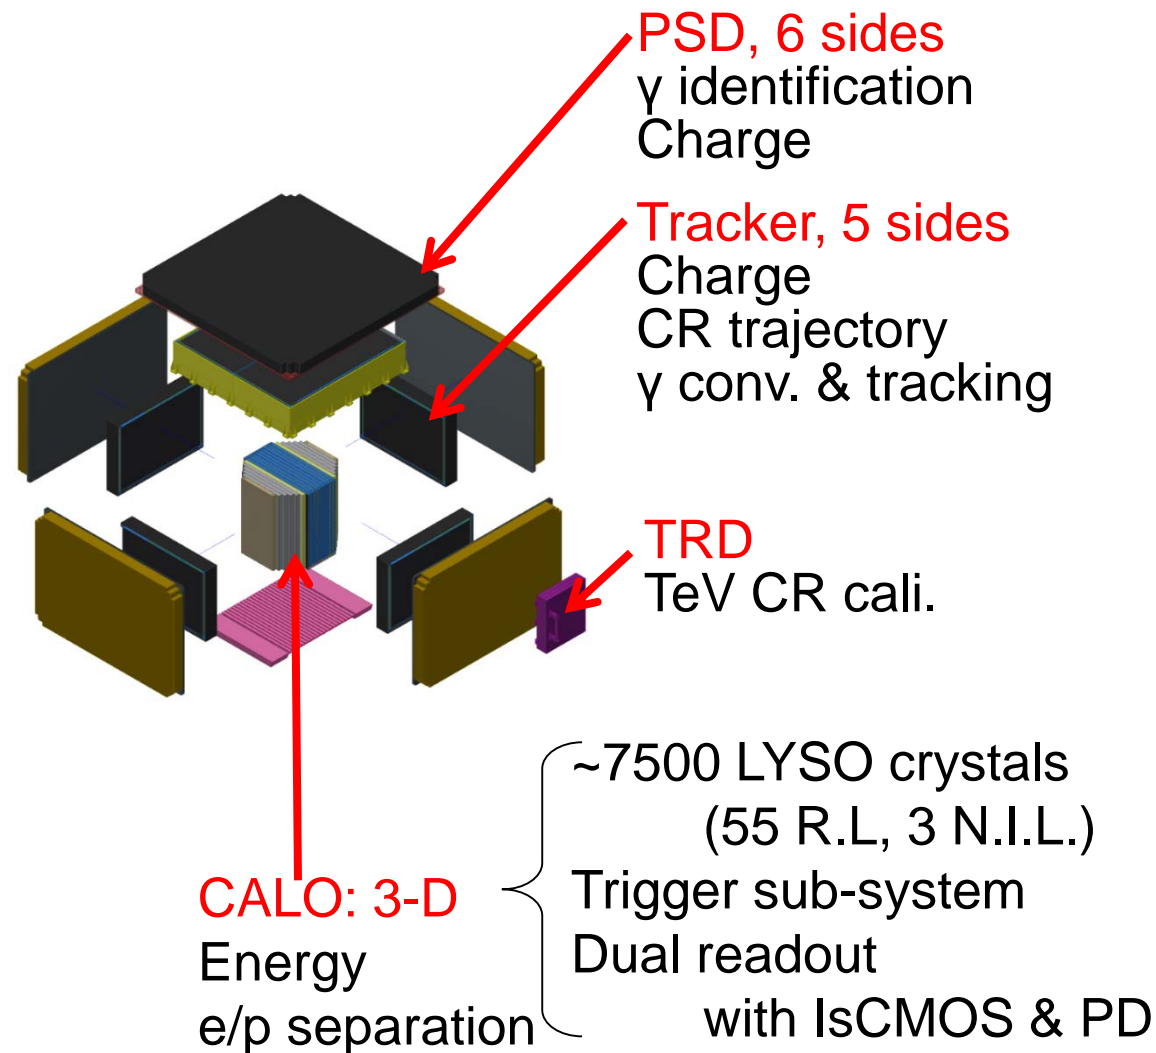 PSD, 6 sides
γ identification
Charge
Tracker, 5 sides
Charge
CR trajectory
γ conv. & tracking
TRD
TeV CR cali.
CALO: 3-D
Energy
e/p separation
~7500 LYSO crystals
(55 R.L, 3 N.I.L.)
Trigger sub-system
Dual readout
with IsCMOS & PD